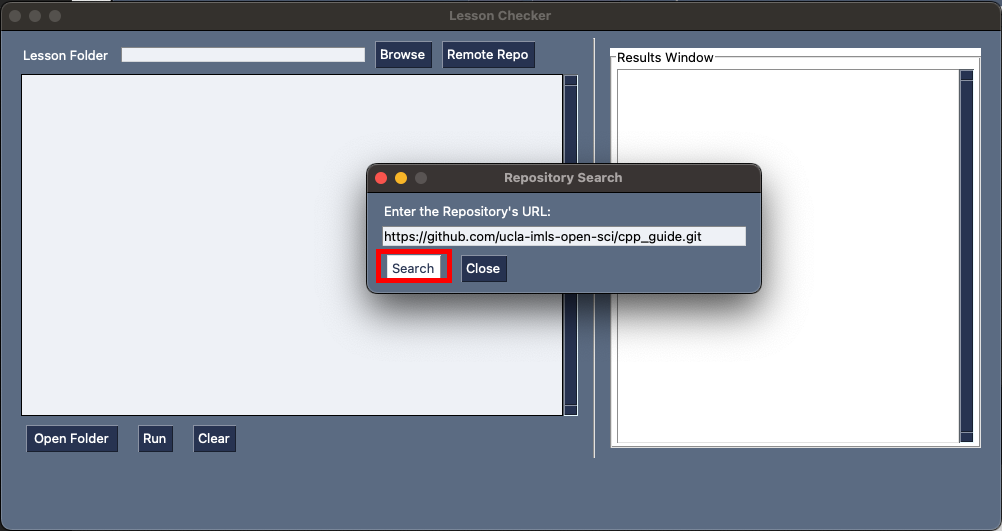 Lesson Checker
Lesson Folder
Browse
Remote Repo
Results Window
Repository Search
Enter the Repository's URL:
https://github.com/ucla-imls-open-sci/cpp_guide.git
Search
Close
Open Folder
Run
Clear